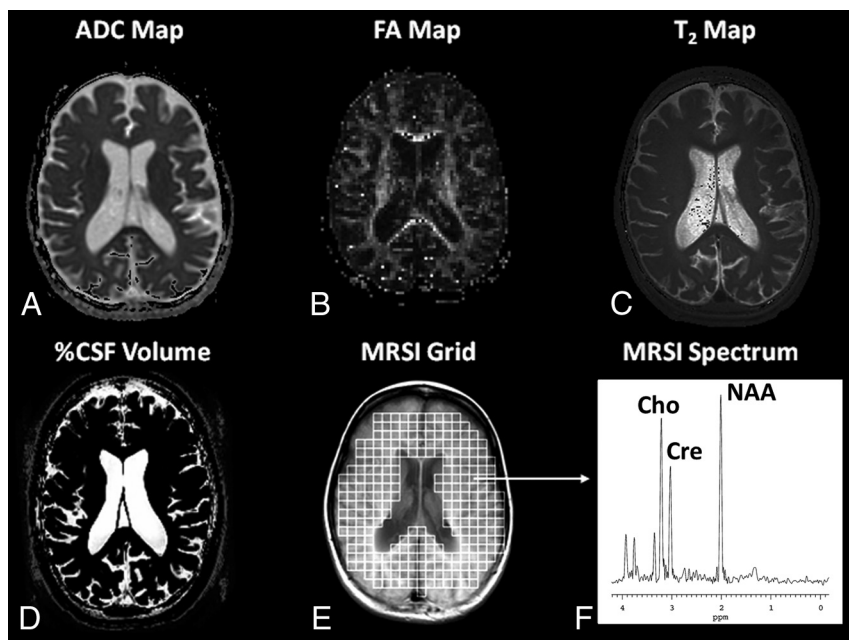 ADC Map
FA Map
T₂ Map
A
B
C
%CSF Volume
MRSI Grid
MRSI Spectrum
Cho
NAA
Cre
D
E
F
4
3
2
1
0
ppm